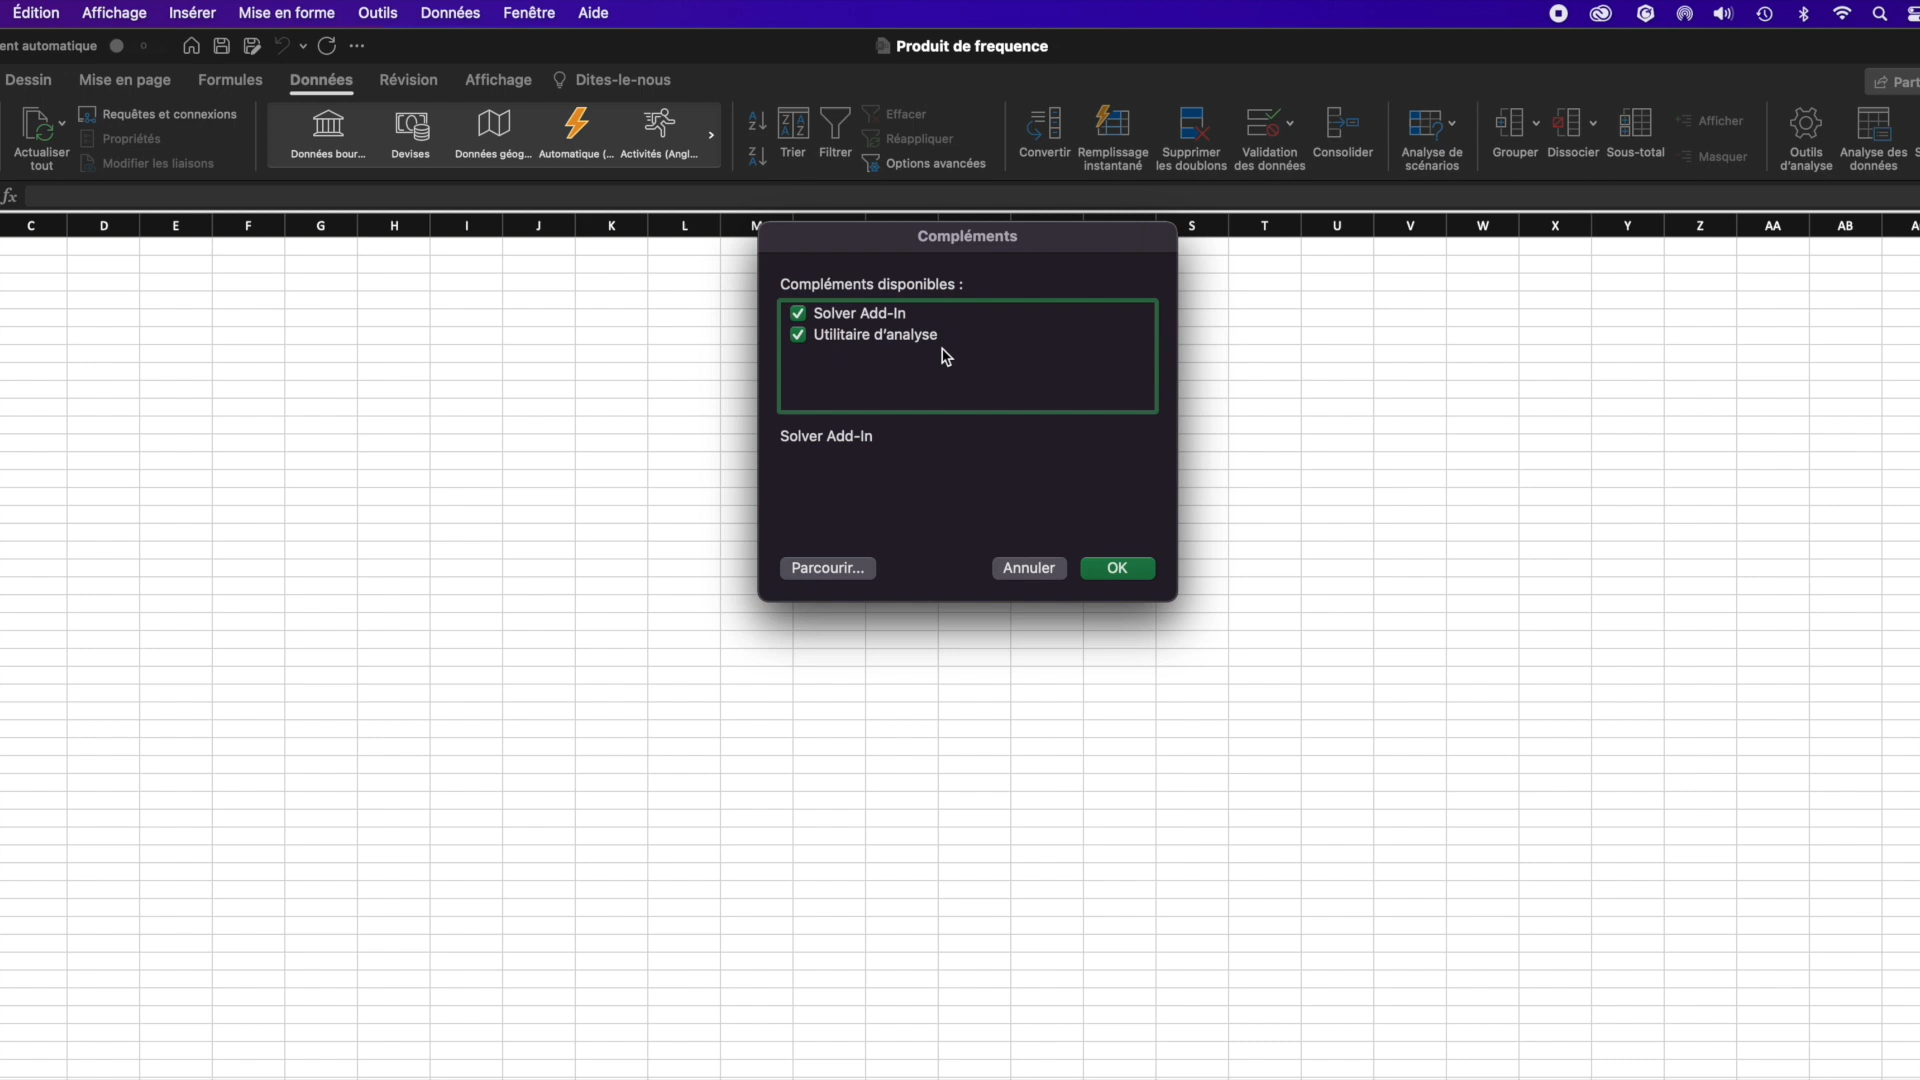 Édition Affichage Insérer Mise en forme Outils Données Fenêtre Aide
ent automatique
Produit de frequence
Dessin Mise en page Formules Données Révision Affichage Dites-le-nous
Part
Actualiser
tout
Requêtes et connexions
Propriétés
Modifier les liaisons
Données bour... Devises Données géog... Automatique (... Activités (Angl...
Trier Filtrer
Effacer
Réappliquer
Options avancées
Convertir
Remplissage
instantané
Supprimer
les doublons
Validation
des données
Consolider
Analyse de
scénarios
Grouper Dissocier Sous-total
Afficher
Masquer
Outils
d'analyse
Analyse des
données
S
fx
C D E F G H I J K L M S T U V W X Y Z AA AB A
Compléments
Compléments disponibles :
Solver Add-In
Utilitaire d'analyse
Solver Add-In
Parcourir... Annuler OK